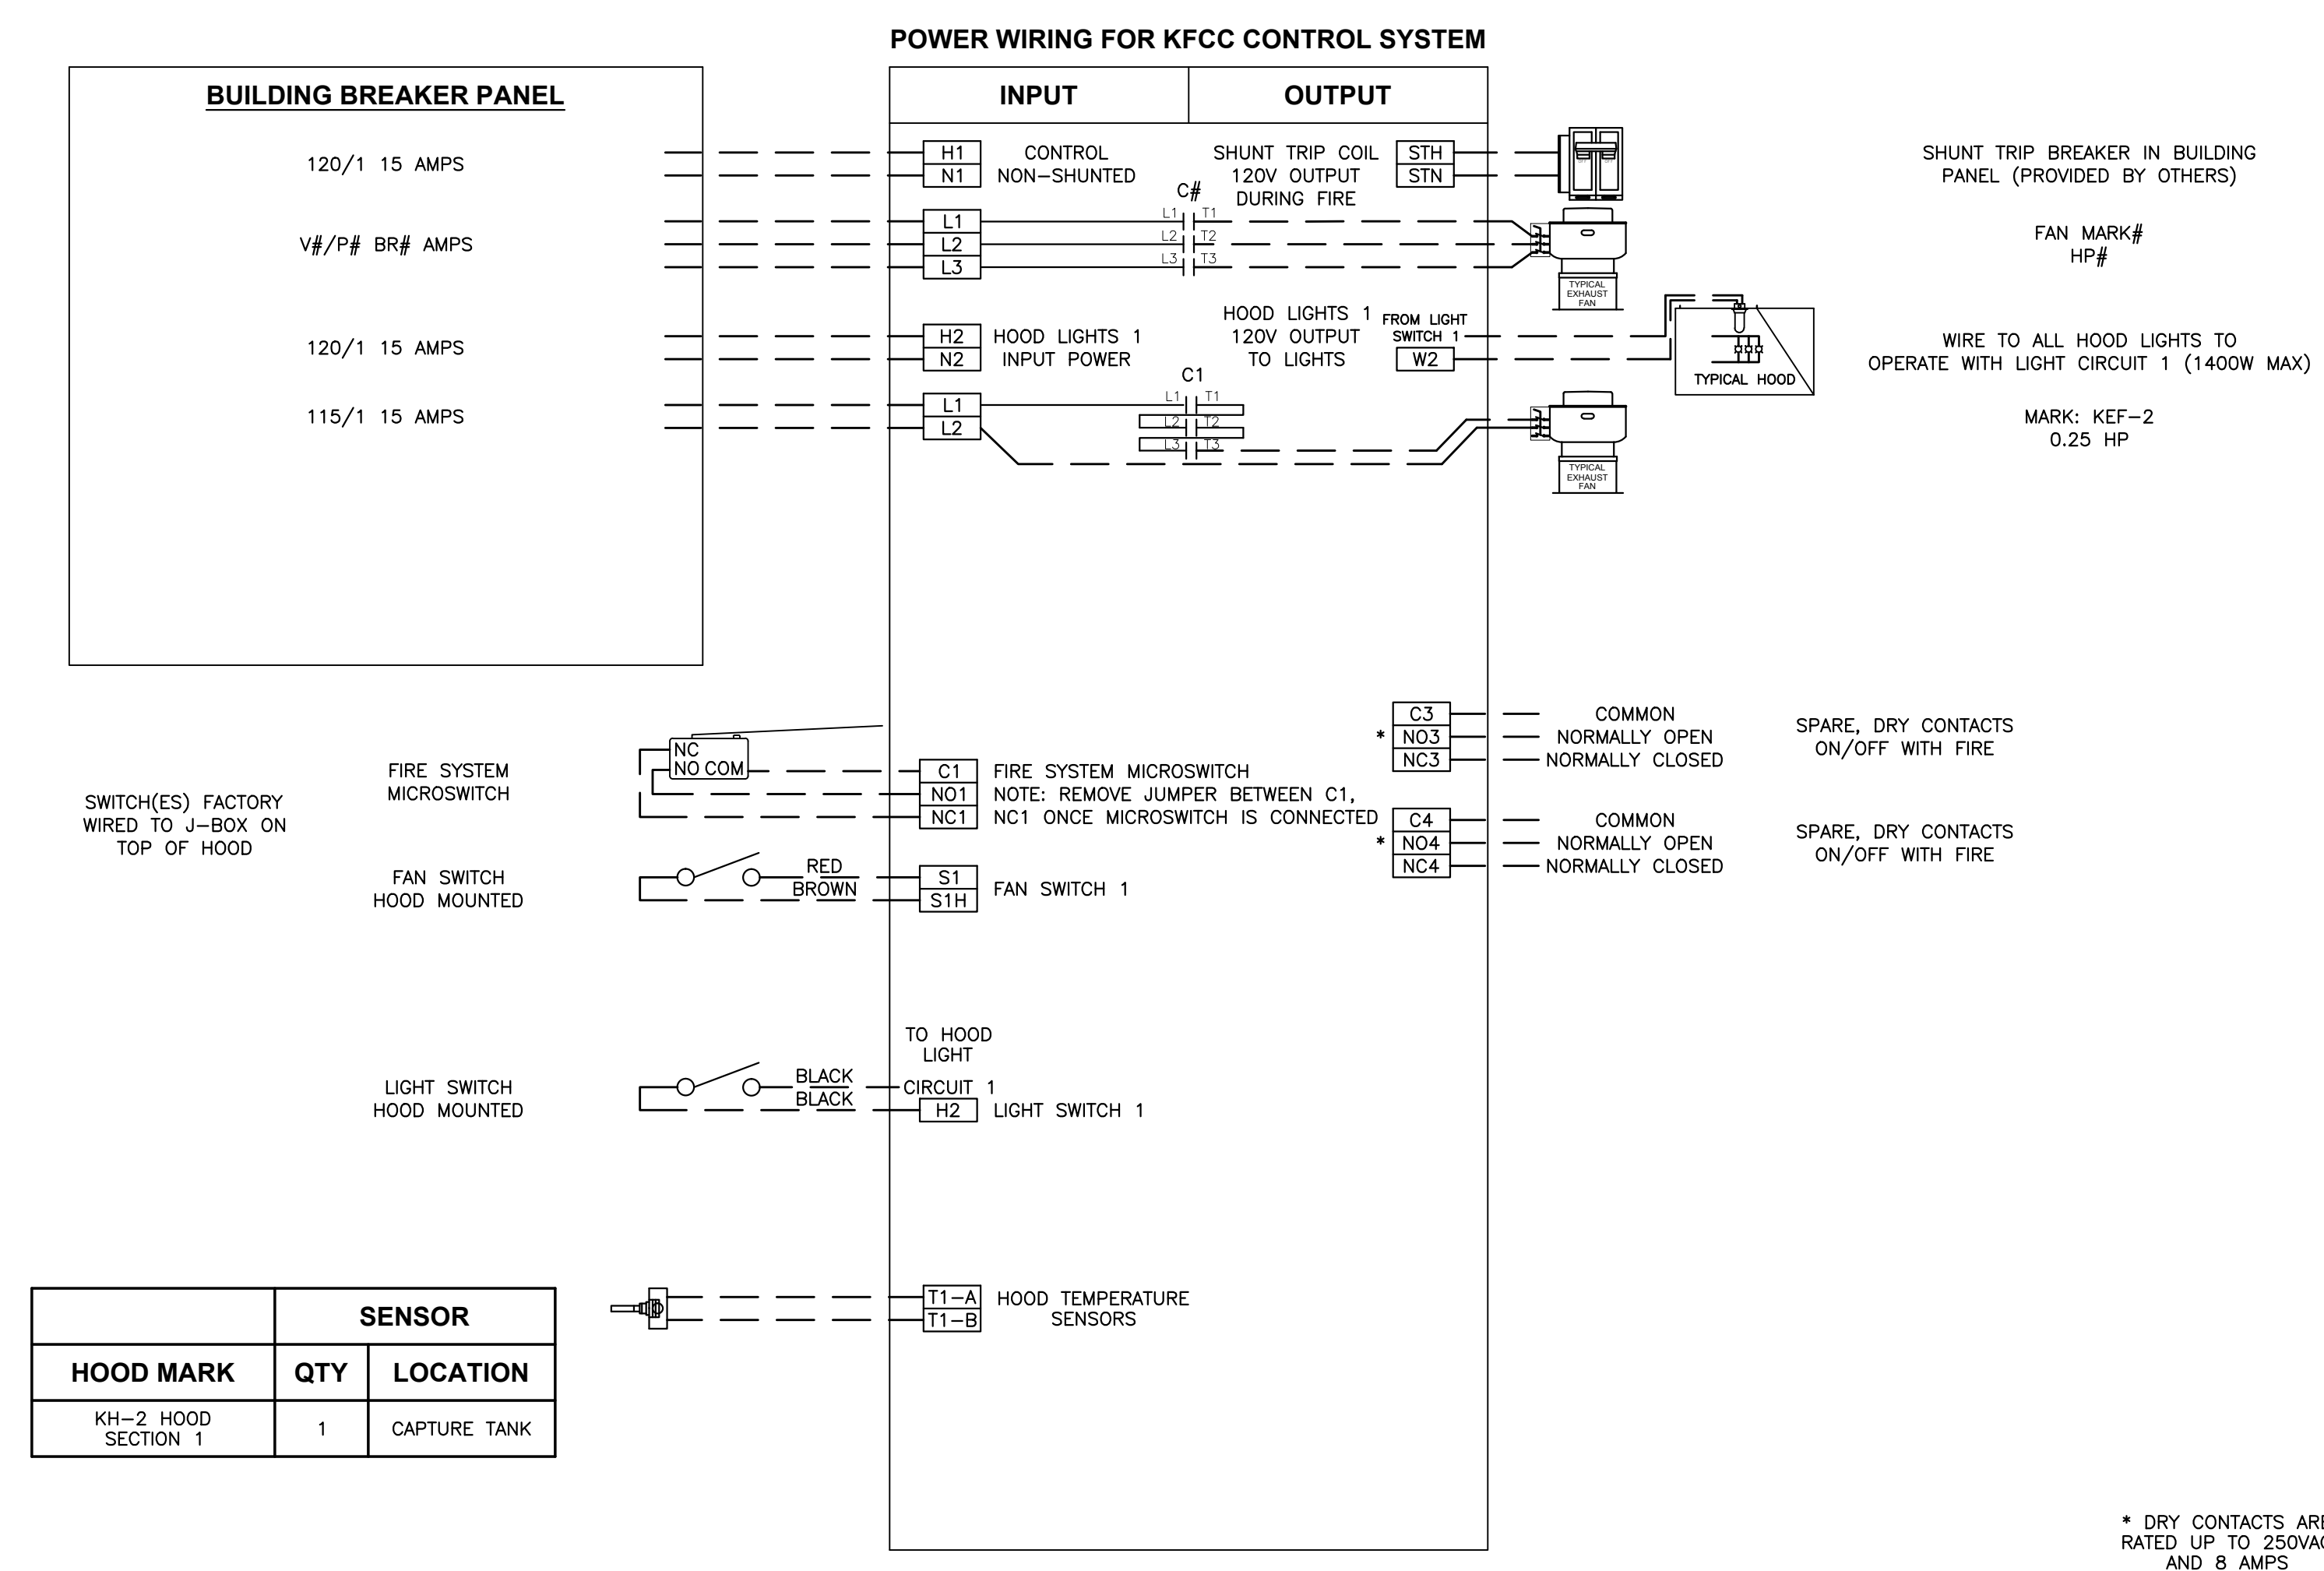 POWER WIRING FOR KFCC CONTROL SYSTEM
BUILDING BREAKER PANEL
INPUT
OUTPUT
120/1 15 AMPS
H1
N1
CONTROL
NON-SHUNTED
SHUNT TRIP COIL
120V OUTPUT
DURING FIRE
STH
STN
SHUNT TRIP BREAKER IN BUILDING
PANEL (PROVIDED BY OTHERS)
V#/P# BR# AMPS
L1
L2
L3
C#
L1 T1
L2 T2
L3 T3
TYPICAL
EXHAUST
FAN
FAN MARK#
HP#
120/1 15 AMPS
H2
N2
HOOD LIGHTS 1
INPUT POWER
HOOD LIGHTS 1
120V OUTPUT
TO LIGHTS
FROM LIGHT
SWITCH 1
W2
TYPICAL HOOD
WIRE TO ALL HOOD LIGHTS TO
OPERATE WITH LIGHT CIRCUIT 1 (1400W MAX)
115/1 15 AMPS
L1
L2
C1
L1 T1
L2 T2
L3 T3
TYPICAL
EXHAUST
FAN
MARK: KEF-2
0.25 HP
SWITCH(ES) FACTORY
WIRED TO J-BOX ON
TOP OF HOOD
FIRE SYSTEM
MICROSWITCH
NC
NO COM
C1
NO1
NC1
FIRE SYSTEM MICROSWITCH
NOTE: REMOVE JUMPER BETWEEN C1,
NC1 ONCE MICROSWITCH IS CONNECTED
C3
* NO3
NC3
COMMON
NORMALLY OPEN
NORMALLY CLOSED
SPARE, DRY CONTACTS
ON/OFF WITH FIRE
C4
* NO4
NC4
COMMON
NORMALLY OPEN
NORMALLY CLOSED
SPARE, DRY CONTACTS
ON/OFF WITH FIRE
FAN SWITCH
HOOD MOUNTED
RED
BROWN
S1
S1H
FAN SWITCH 1
LIGHT SWITCH
HOOD MOUNTED
BLACK
BLACK
TO HOOD
LIGHT
CIRCUIT 1
H2
LIGHT SWITCH 1
T1-A
T1-B
HOOD TEMPERATURE
SENSORS
SENSOR
HOOD MARK QTY LOCATION
KH-2 HOOD
SECTION 1
1
CAPTURE TANK
* DRY CONTACTS ARE
RATED UP TO 250VAC
AND 8 AMPS